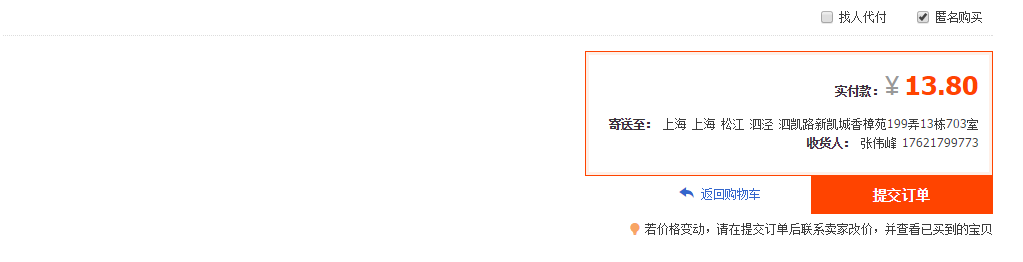 找人代付 匿名购买
实付款：¥ 13.80
寄送至： 上海 上海 松江 泗泾 泗凯路新凯城香樟苑199弄13栋703室
收货人： 张伟峰 17621799773
返回购物车 提交订单
若价格变动，请在提交订单后联系卖家改价，并查看已买到的宝贝